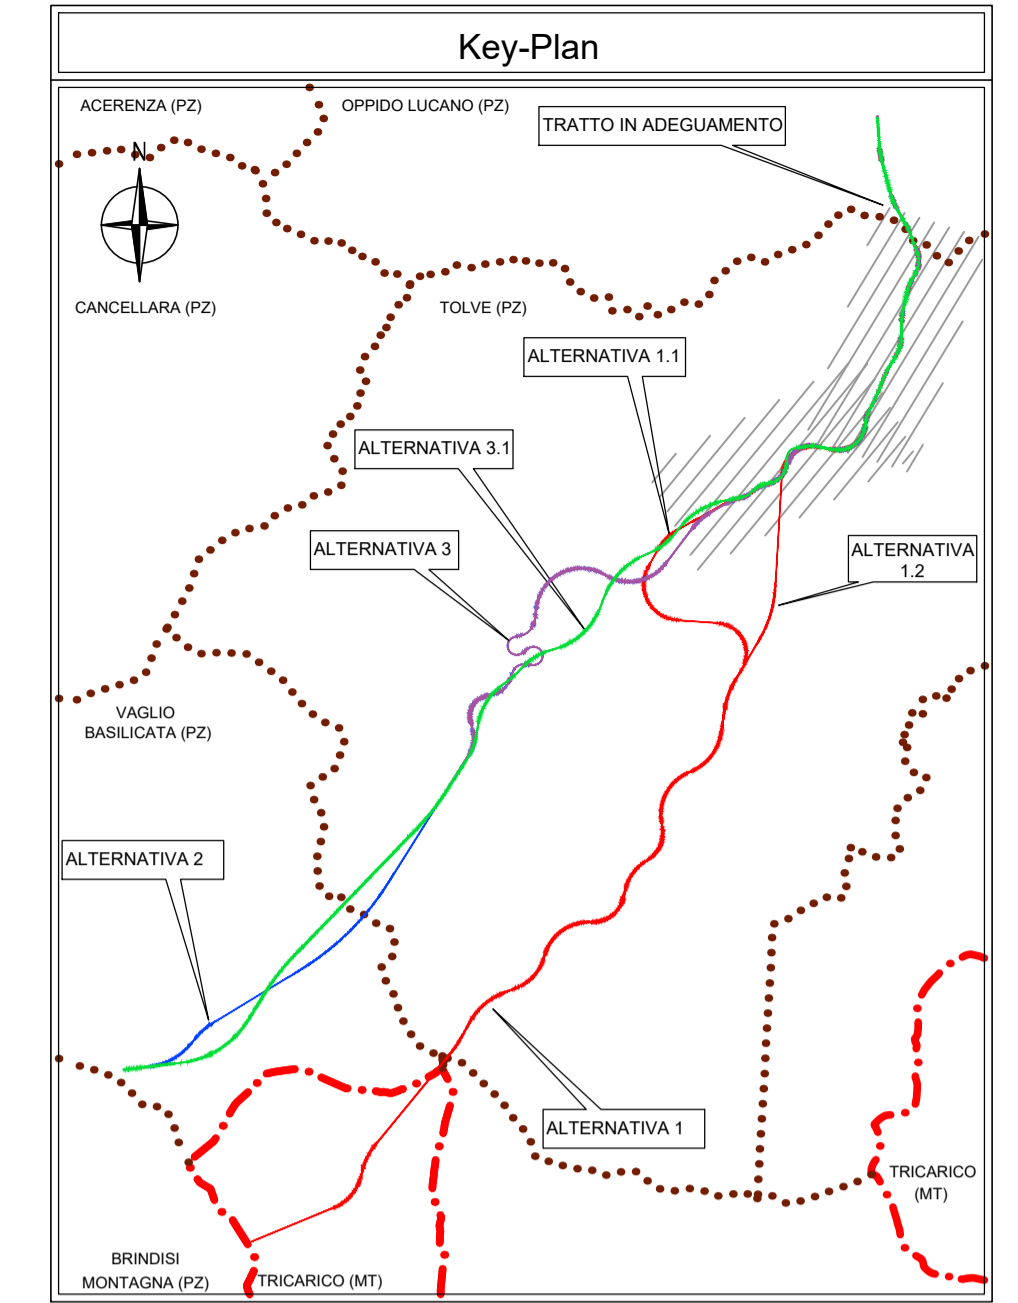 Key-Plan
ACERENZA (PZ)
OPPIDO LUCANO (PZ)
TRATTO IN ADEGUAMENTO
N
CANCELLARA (PZ)
TOLVE (PZ)
ALTERNATIVA 1.1
ALTERNATIVA 3.1
ALTERNATIVA 3
ALTERNATIVA
1.2
VAGLIO
BASILICATA (PZ)
ALTERNATIVA 2
ALTERNATIVA 1
TRICARICO
(MT)
BRINDISI
MONTAGNA (PZ)
TRICARICO (MT)